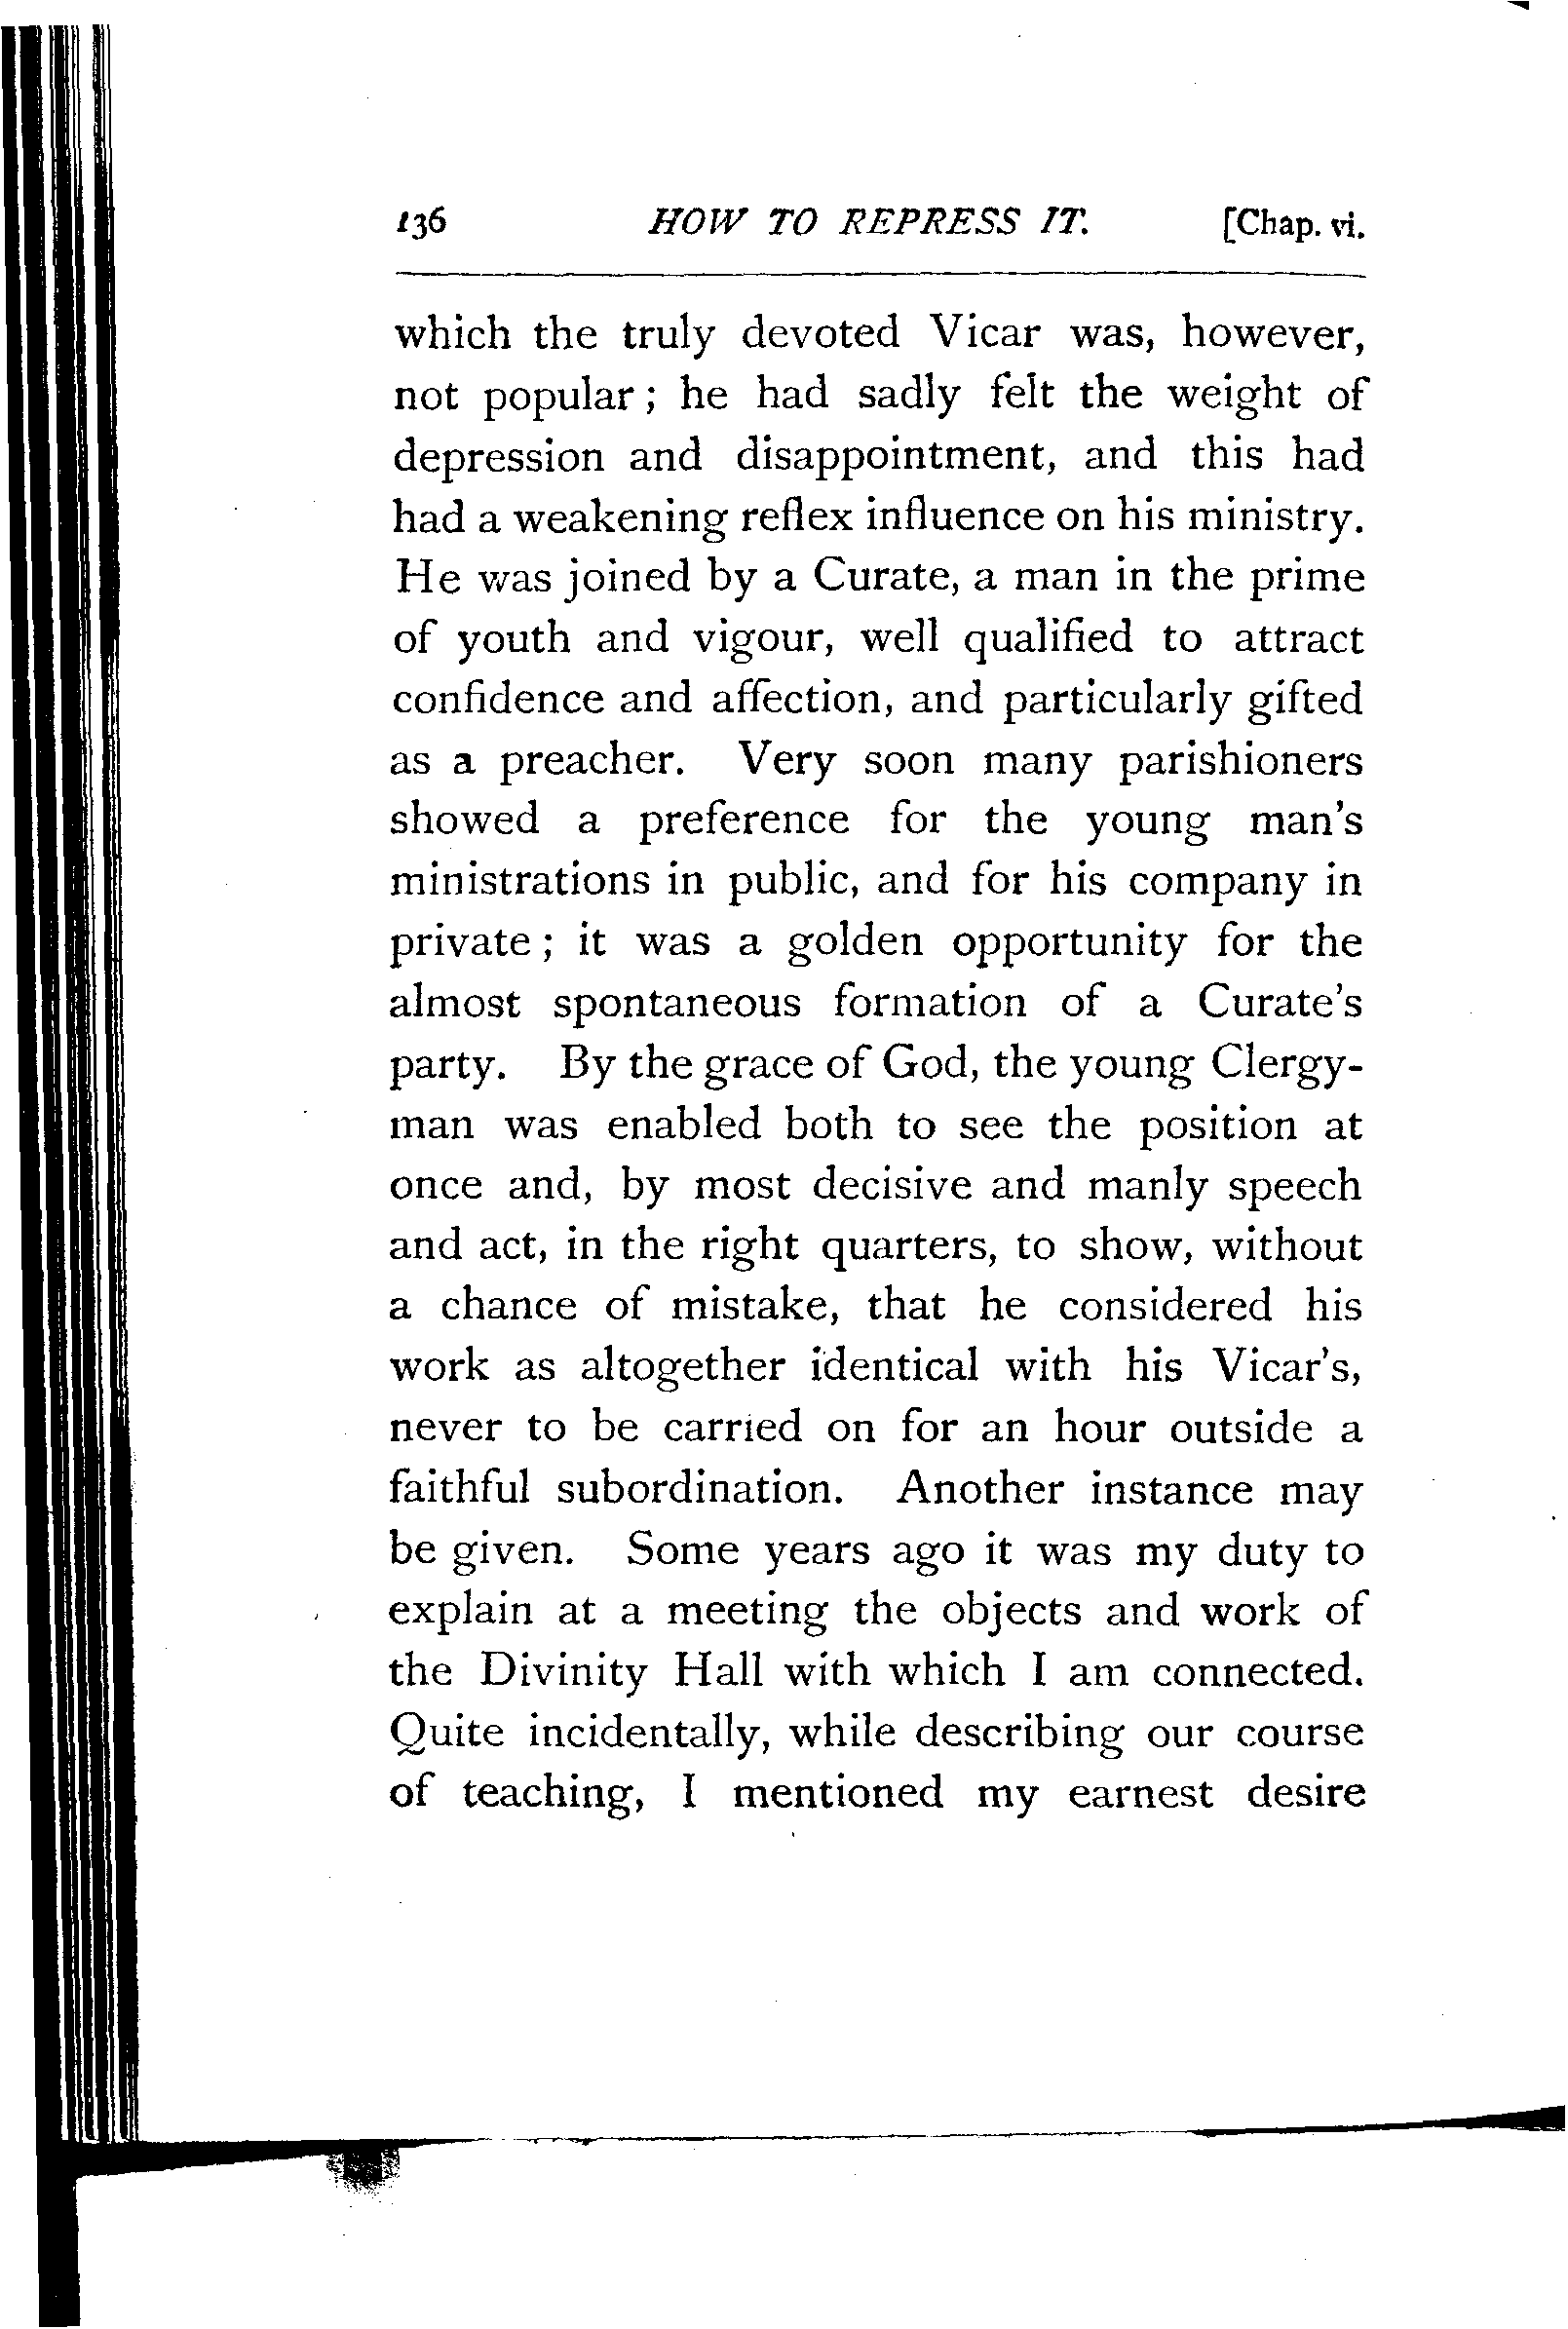 136 HOW TO REPRESS IT. [Chap. vi.
which the truly devoted Vicar was, however,
not popular; he had sadly felt the weight of
depression and disappointment, and this had
had a weakening reflex influence on his ministry.
He was joined by a Curate, a man in the prime
of youth and vigour, well qualified to attract
confidence and affection, and particularly gifted
as a preacher. Very soon many parishioners
showed a preference for the young man's
ministrations in public, and for his company in
private; it was a golden opportunity for the
almost spontaneous formation of a Curate's
party. By the grace of God, the young Clergy-
man was enabled both to see the position at
once and, by most decisive and manly speech
and act, in the right quarters, to show, without
a chance of mistake, that he considered his
work as altogether identical with his Vicar's,
never to be carried on for an hour outside a
faithful subordination. Another instance may
be given. Some years ago it was my duty to
explain at a meeting the objects and work of
the Divinity Hall with which I am connected.
Quite incidentally, while describing our course
of teaching, I mentioned my earnest desire